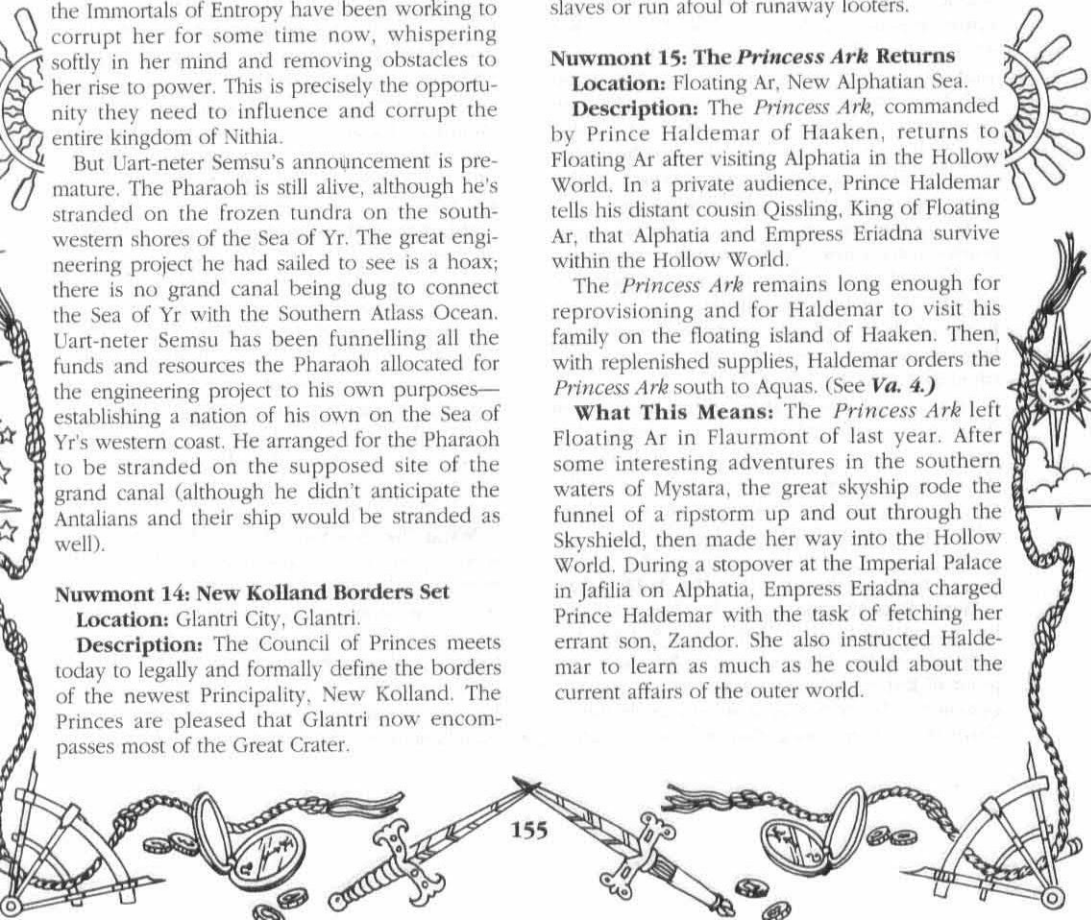 the Immortals of Entropy have been working to
corrupt her for some time now, whispering
softly in her mind and removing obstacles to
her rise to power. This is precisely the opportu-
nity they need to influence and corrupt the
entire kingdom of Nithia.
But Uart-neter Semsu's announcement is pre-
mature. The Pharaoh is still alive, although he's
stranded on the frozen tundra on the south-
western shores of the Sea of Yr. The great engi-
neering project he had sailed to see is a hoax;
there is no grand canal being dug to connect
the Sea of Yr with the Southern Atlass Ocean.
Uart-neter Semsu has been funnelling all the
funds and resources the Pharaoh allocated for
the engineering project to his own purposes—
establishing a nation of his own on the Sea of
Yr's western coast. He arranged for the Pharaoh
to be stranded on the supposed site of the
grand canal (although he didn't anticipate the
Antalians and their ship would be stranded as
well).
Nuwmont 14: New Kolland Borders Set
Location: Glantri City, Glantri.
Description: The Council of Princes meets
today to legally and formally define the borders
of the newest Principality, New Kolland. The
Princes are pleased that Glantri now encom-
passes most of the Great Crater.
slaves or run afoul of runaway looters.
Nuwmont 15: The Princess Ark Returns
Location: Floating Ar, New Alphatian Sea.
Description: The Princess Ark, commanded
by Prince Haldemar of Haaken, returns to
Floating Ar after visiting Alphatia in the Hollow
World. In a private audience, Prince Haldemar
tells his distant cousin Qissling, King of Floating
Ar, that Alphatia and Empress Eriadna survive
within the Hollow World.
The Princess Ark remains long enough for
reprovisioning and for Haldemar to visit his
family on the floating island of Haaken. Then,
with replenished supplies, Haldemar orders the
Princess Ark south to Aquas. (See Va. 4.)
What This Means: The Princess Ark left
Floating Ar in Flaurmont of last year. After
some interesting adventures in the southern
waters of Mystara, the great skyship rode the
funnel of a ripstorm up and out through the
Skyshield, then made her way into the Hollow
World. During a stopover at the Imperial Palace
in Jafilia on Alphatia, Empress Eriadna charged
Prince Haldemar with the task of fetching her
errant son, Zandor. She also instructed Halde-
mar to learn as much as he could about the
current affairs of the outer world.
155